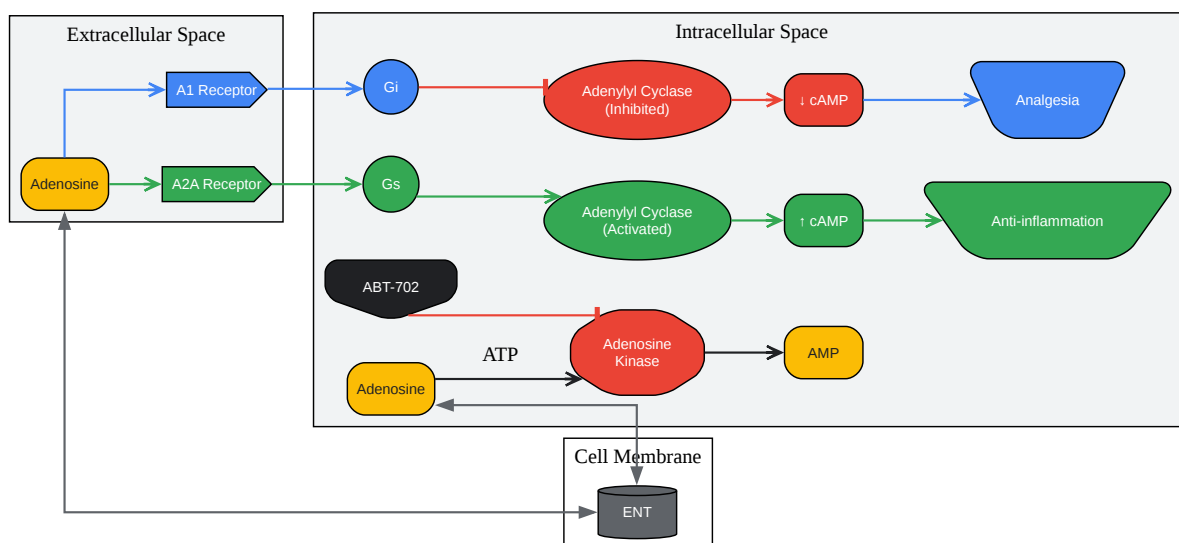 Extracellular Space
Intracellular Space
A1 Receptor
Gi
Adenylyl Cyclase
(Inhibited)
↓ cAMP
Analgesia
Adenosine
A2A Receptor
Gs
Adenylyl Cyclase
(Activated)
↑ cAMP
Anti-inflammation
ABT-702
ATP
Adenosine
Kinase
AMP
Adenosine
Cell Membrane
ENT